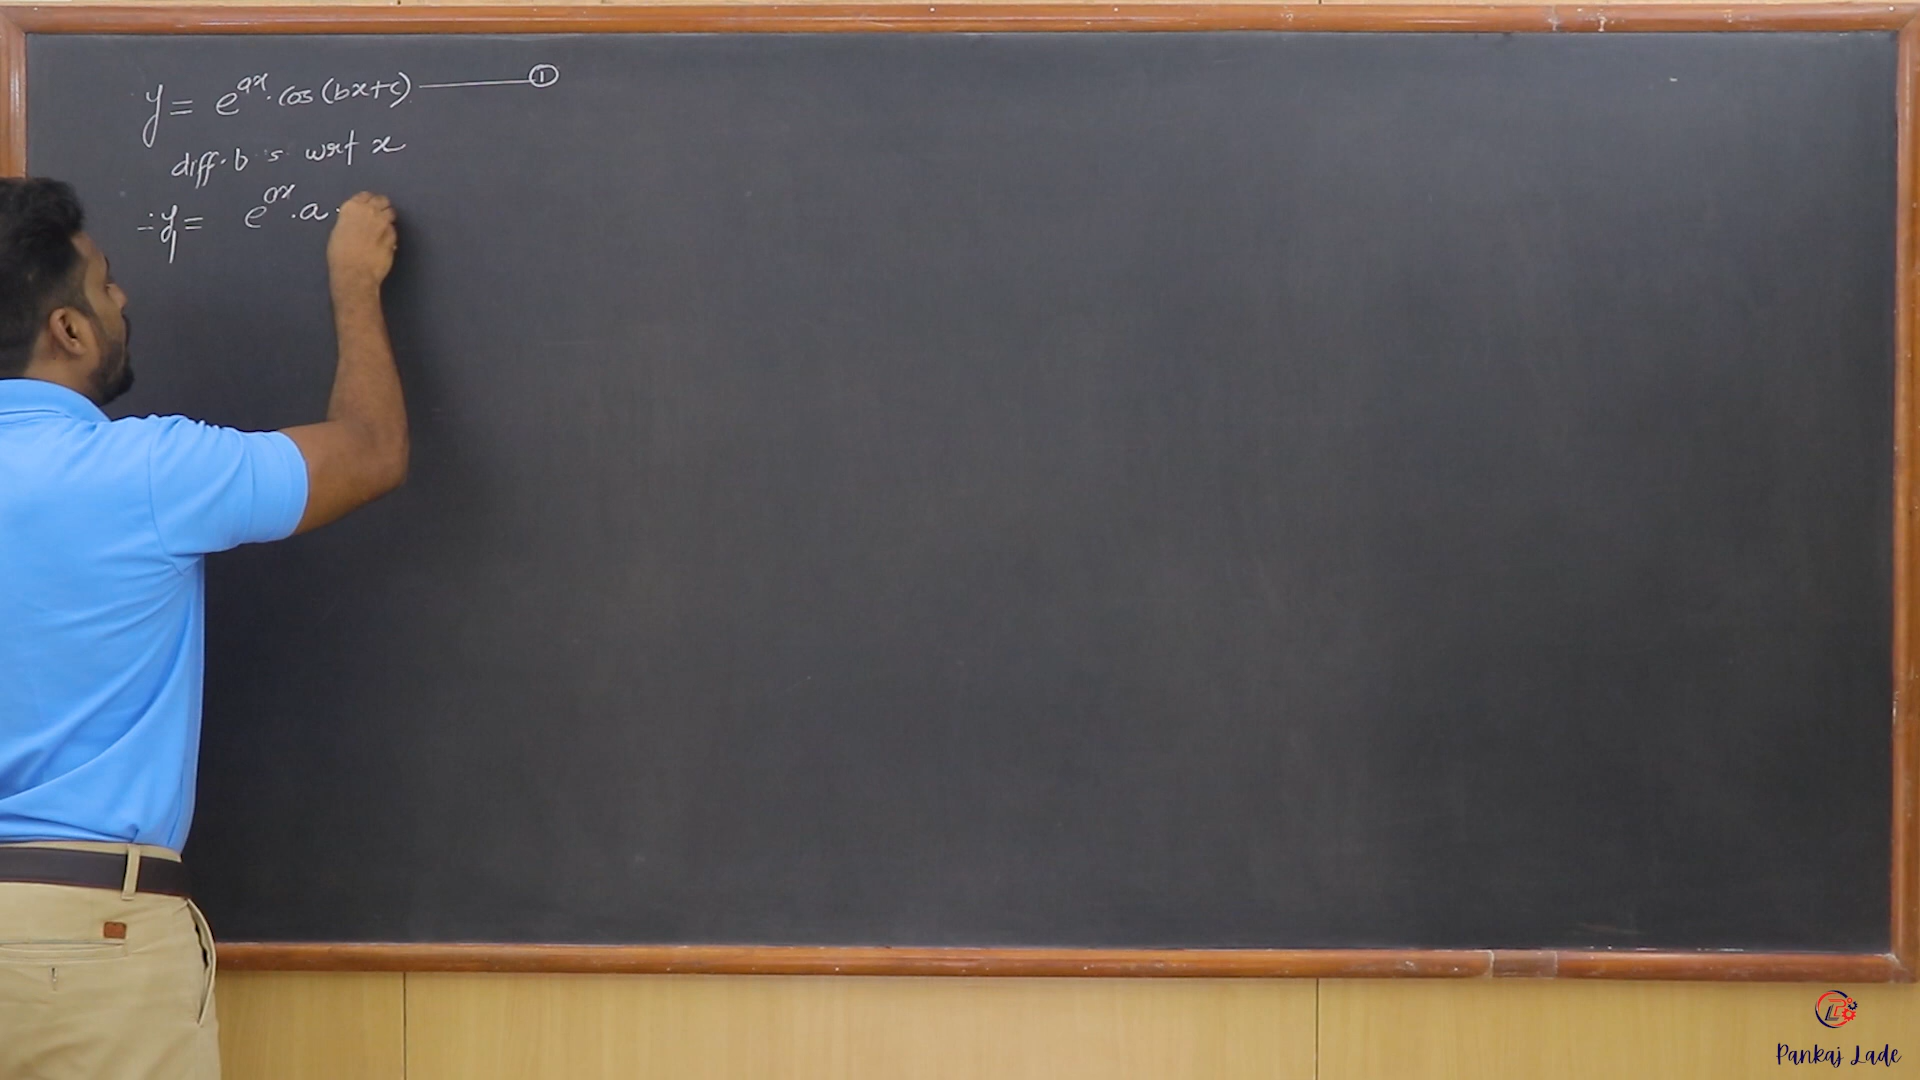 y = e^{ax}·cos(bx+c) ——— ①
diff. b s wrt x
∴ y₁ = e^{ax}·a·
Pankaj Lade